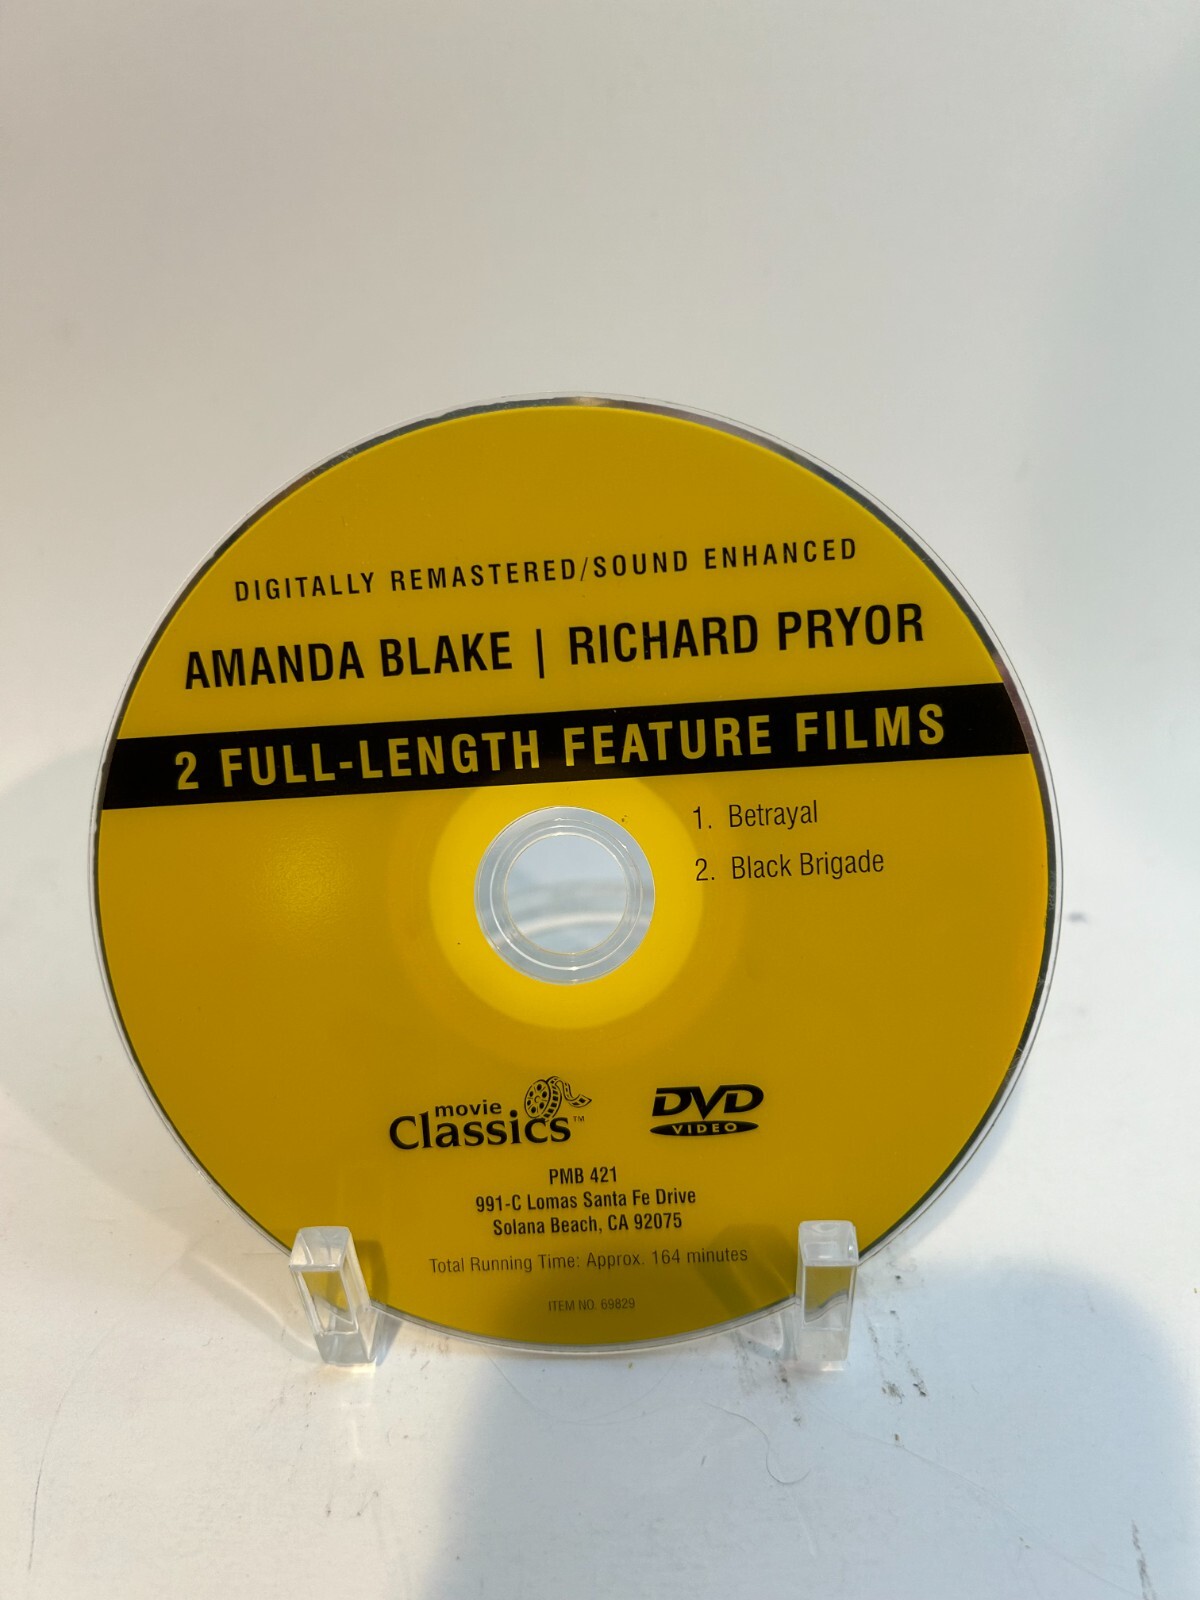 DIGITALLY REMASTERED/SOUND ENHANCED
AMANDA BLAKE | RICHARD PRYOR
2 FULL-LENGTH FEATURE FILMS
1. Betrayal
2. Black Brigade
movie
Classics™
DVD
VIDEO
PMB 421
991-C Lomas Santa Fe Drive
Solana Beach, CA 92075
Total Running Time: Approx. 164 minutes
ITEM NO. 69829